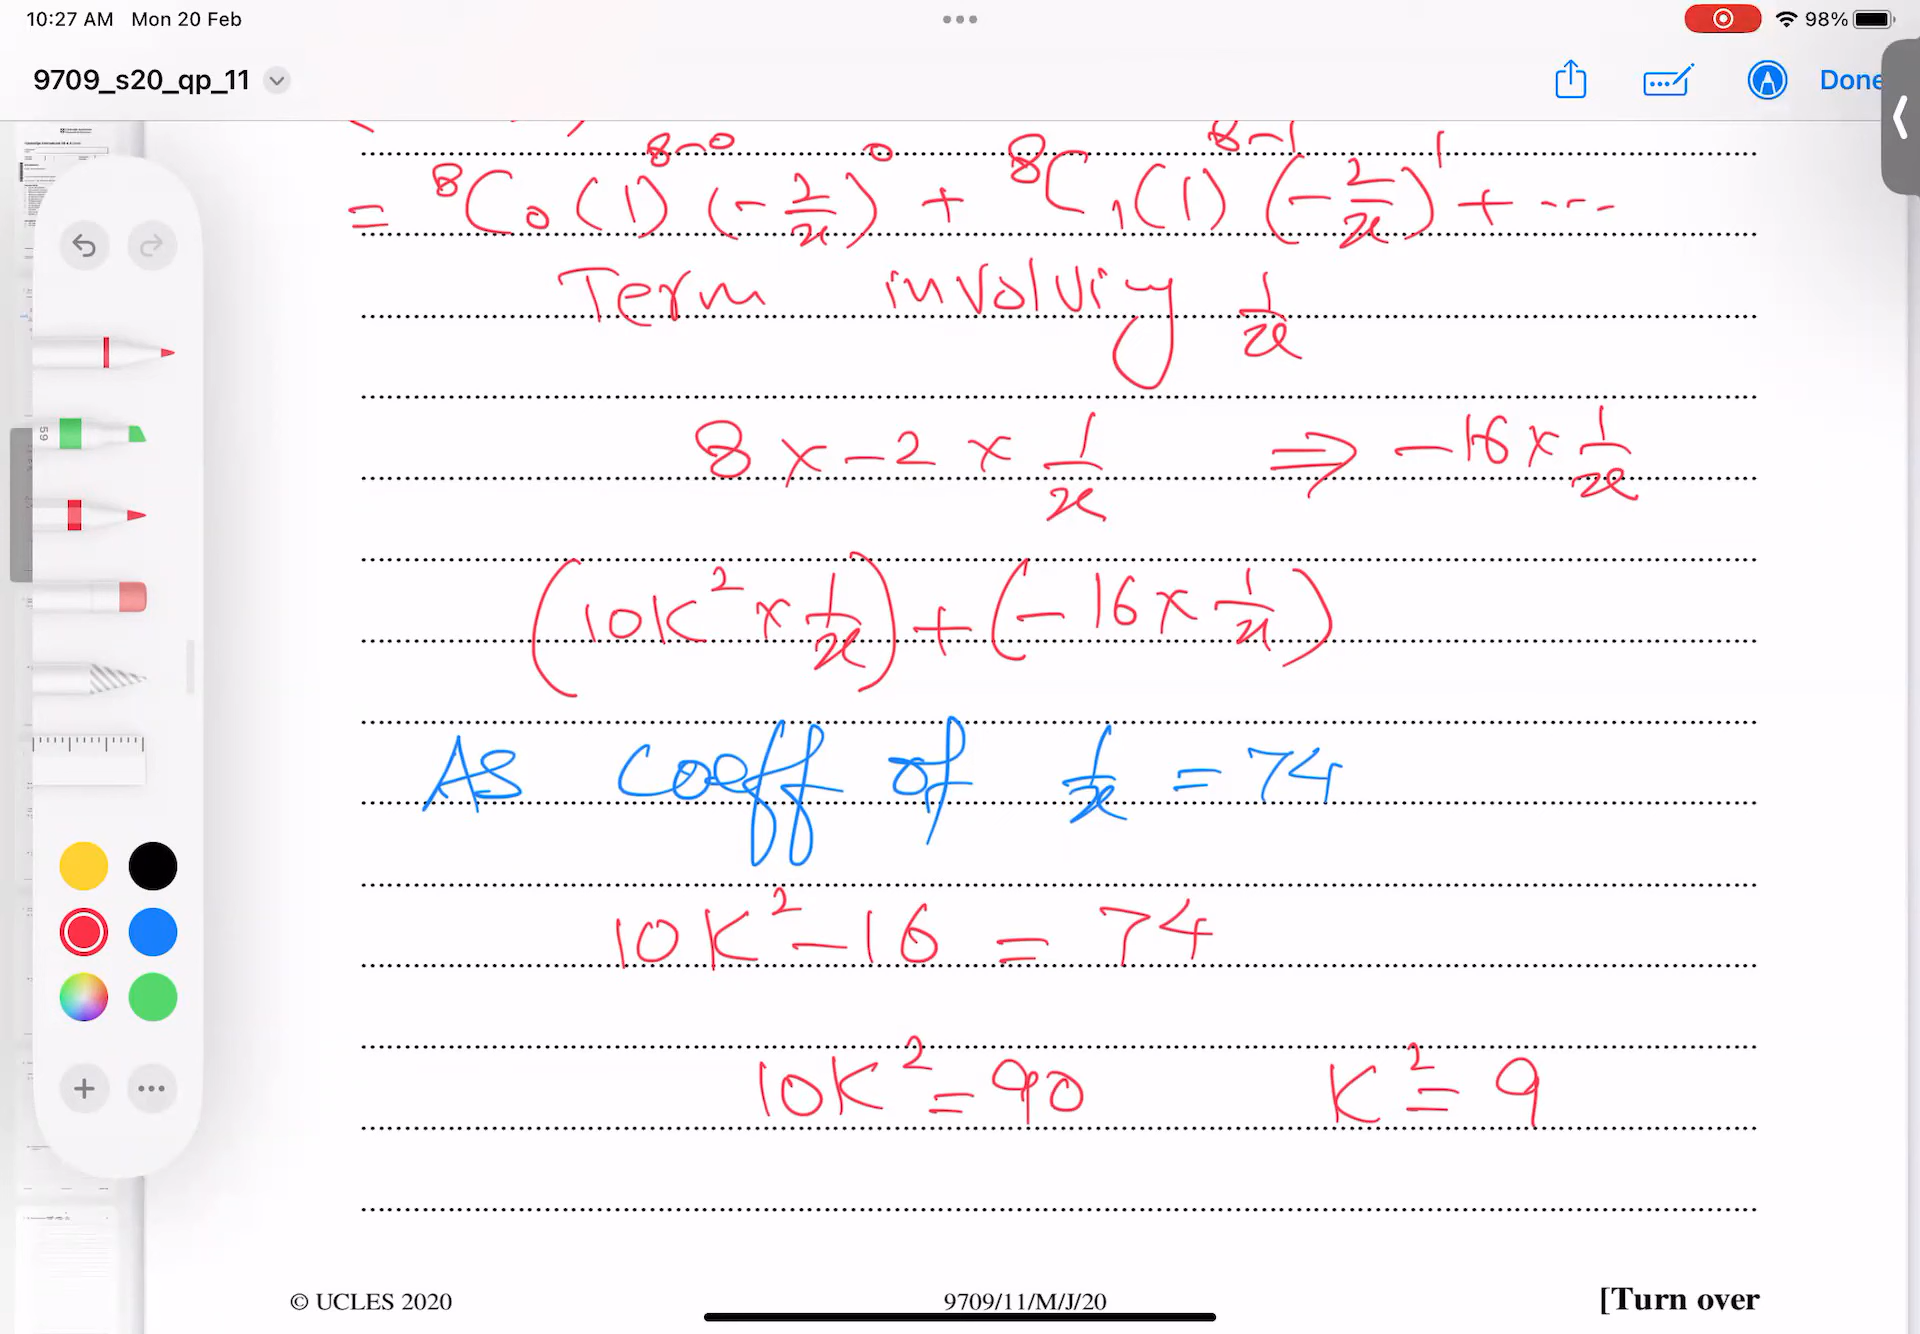 10:27 AM Mon 20 Feb
98%
9709_s20_qp_11
Done
= ⁸C₀ (1)⁸⁻⁰ (-2/x)⁰ + ⁸C₁ (1)⁸⁻¹ (-2/x)¹ + ---
Term involving 1/x
8 × -2 × 1/x ⇒ -16 × 1/x
(10K² × 1/x) + (-16 × 1/x)
As coeff of 1/x = 74
10K² - 16 = 74
10K² = 90 K² = 9
59
© UCLES 2020
9709/11/M/J/20
[Turn over